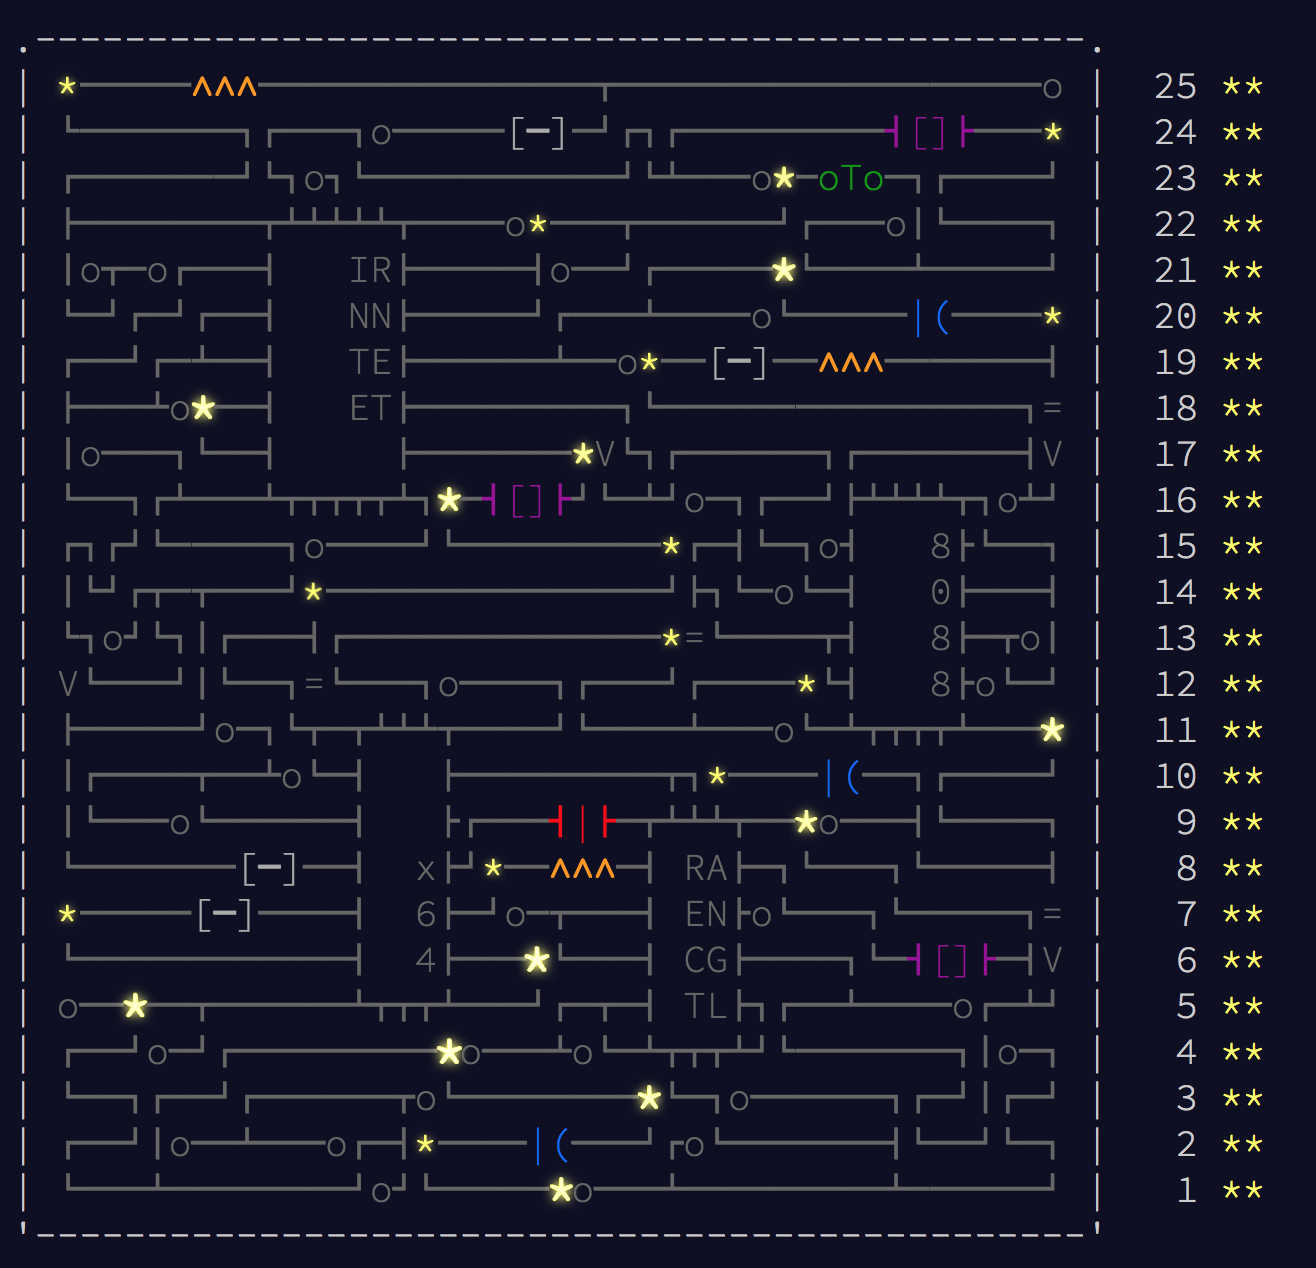 25 **
24 **
oTo 23 **
22 **
IR 21 **
NN 20 **
TE 19 **
ET = 18 **
V V 17 **
16 **
8 15 **
0 14 **
= 8 13 **
V = 8 12 **
11 **
10 **
9 **
x RA 8 **
6 EN = 7 **
4 CG V 6 **
TL 5 **
4 **
3 **
2 **
1 **